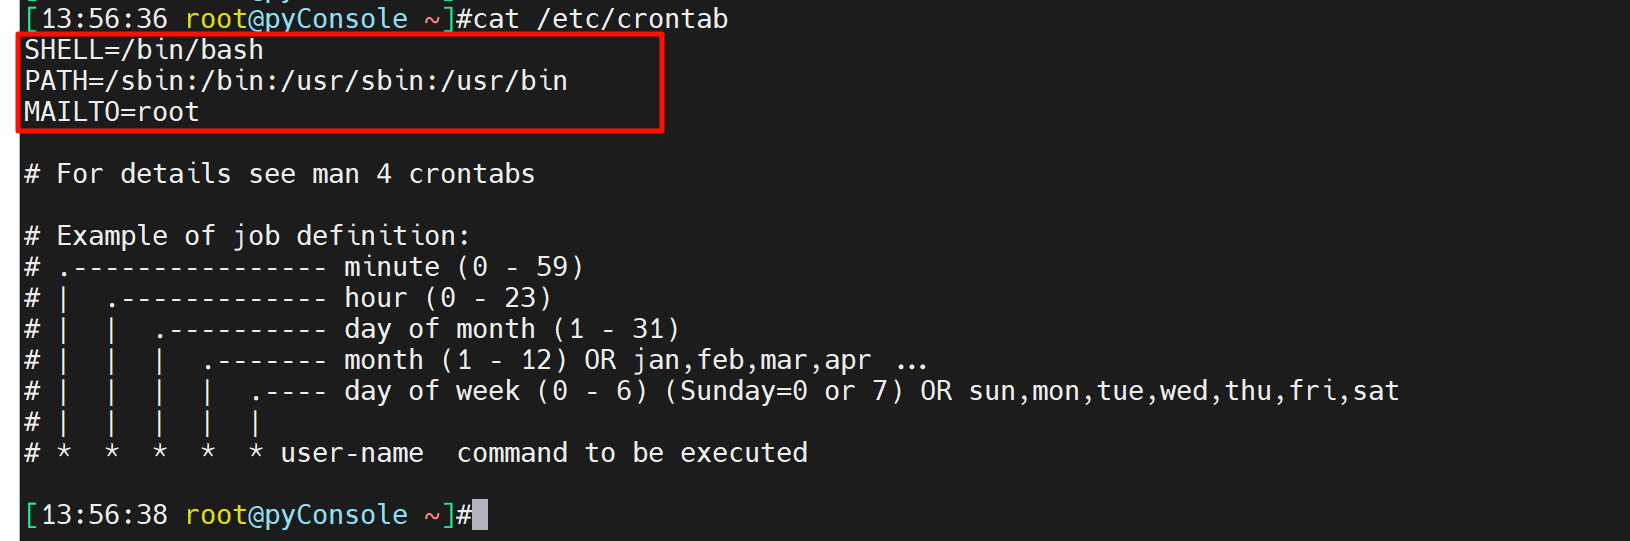 [13:56:36 root@pyConsole ~]#cat /etc/crontab
SHELL=/bin/bash
PATH=/sbin:/bin:/usr/sbin:/usr/bin
MAILTO=root
# For details see man 4 crontabs
# Example of job definition:
# .---------------- minute (0 - 59)
# |  .------------- hour (0 - 23)
# |  |  .---------- day of month (1 - 31)
# |  |  |  .------- month (1 - 12) OR jan,feb,mar,apr ...
# |  |  |  |  .---- day of week (0 - 6) (Sunday=0 or 7) OR sun,mon,tue,wed,thu,fri,sat
# |  |  |  |  |
# *  *  *  *  * user-name  command to be executed
[13:56:38 root@pyConsole ~]#